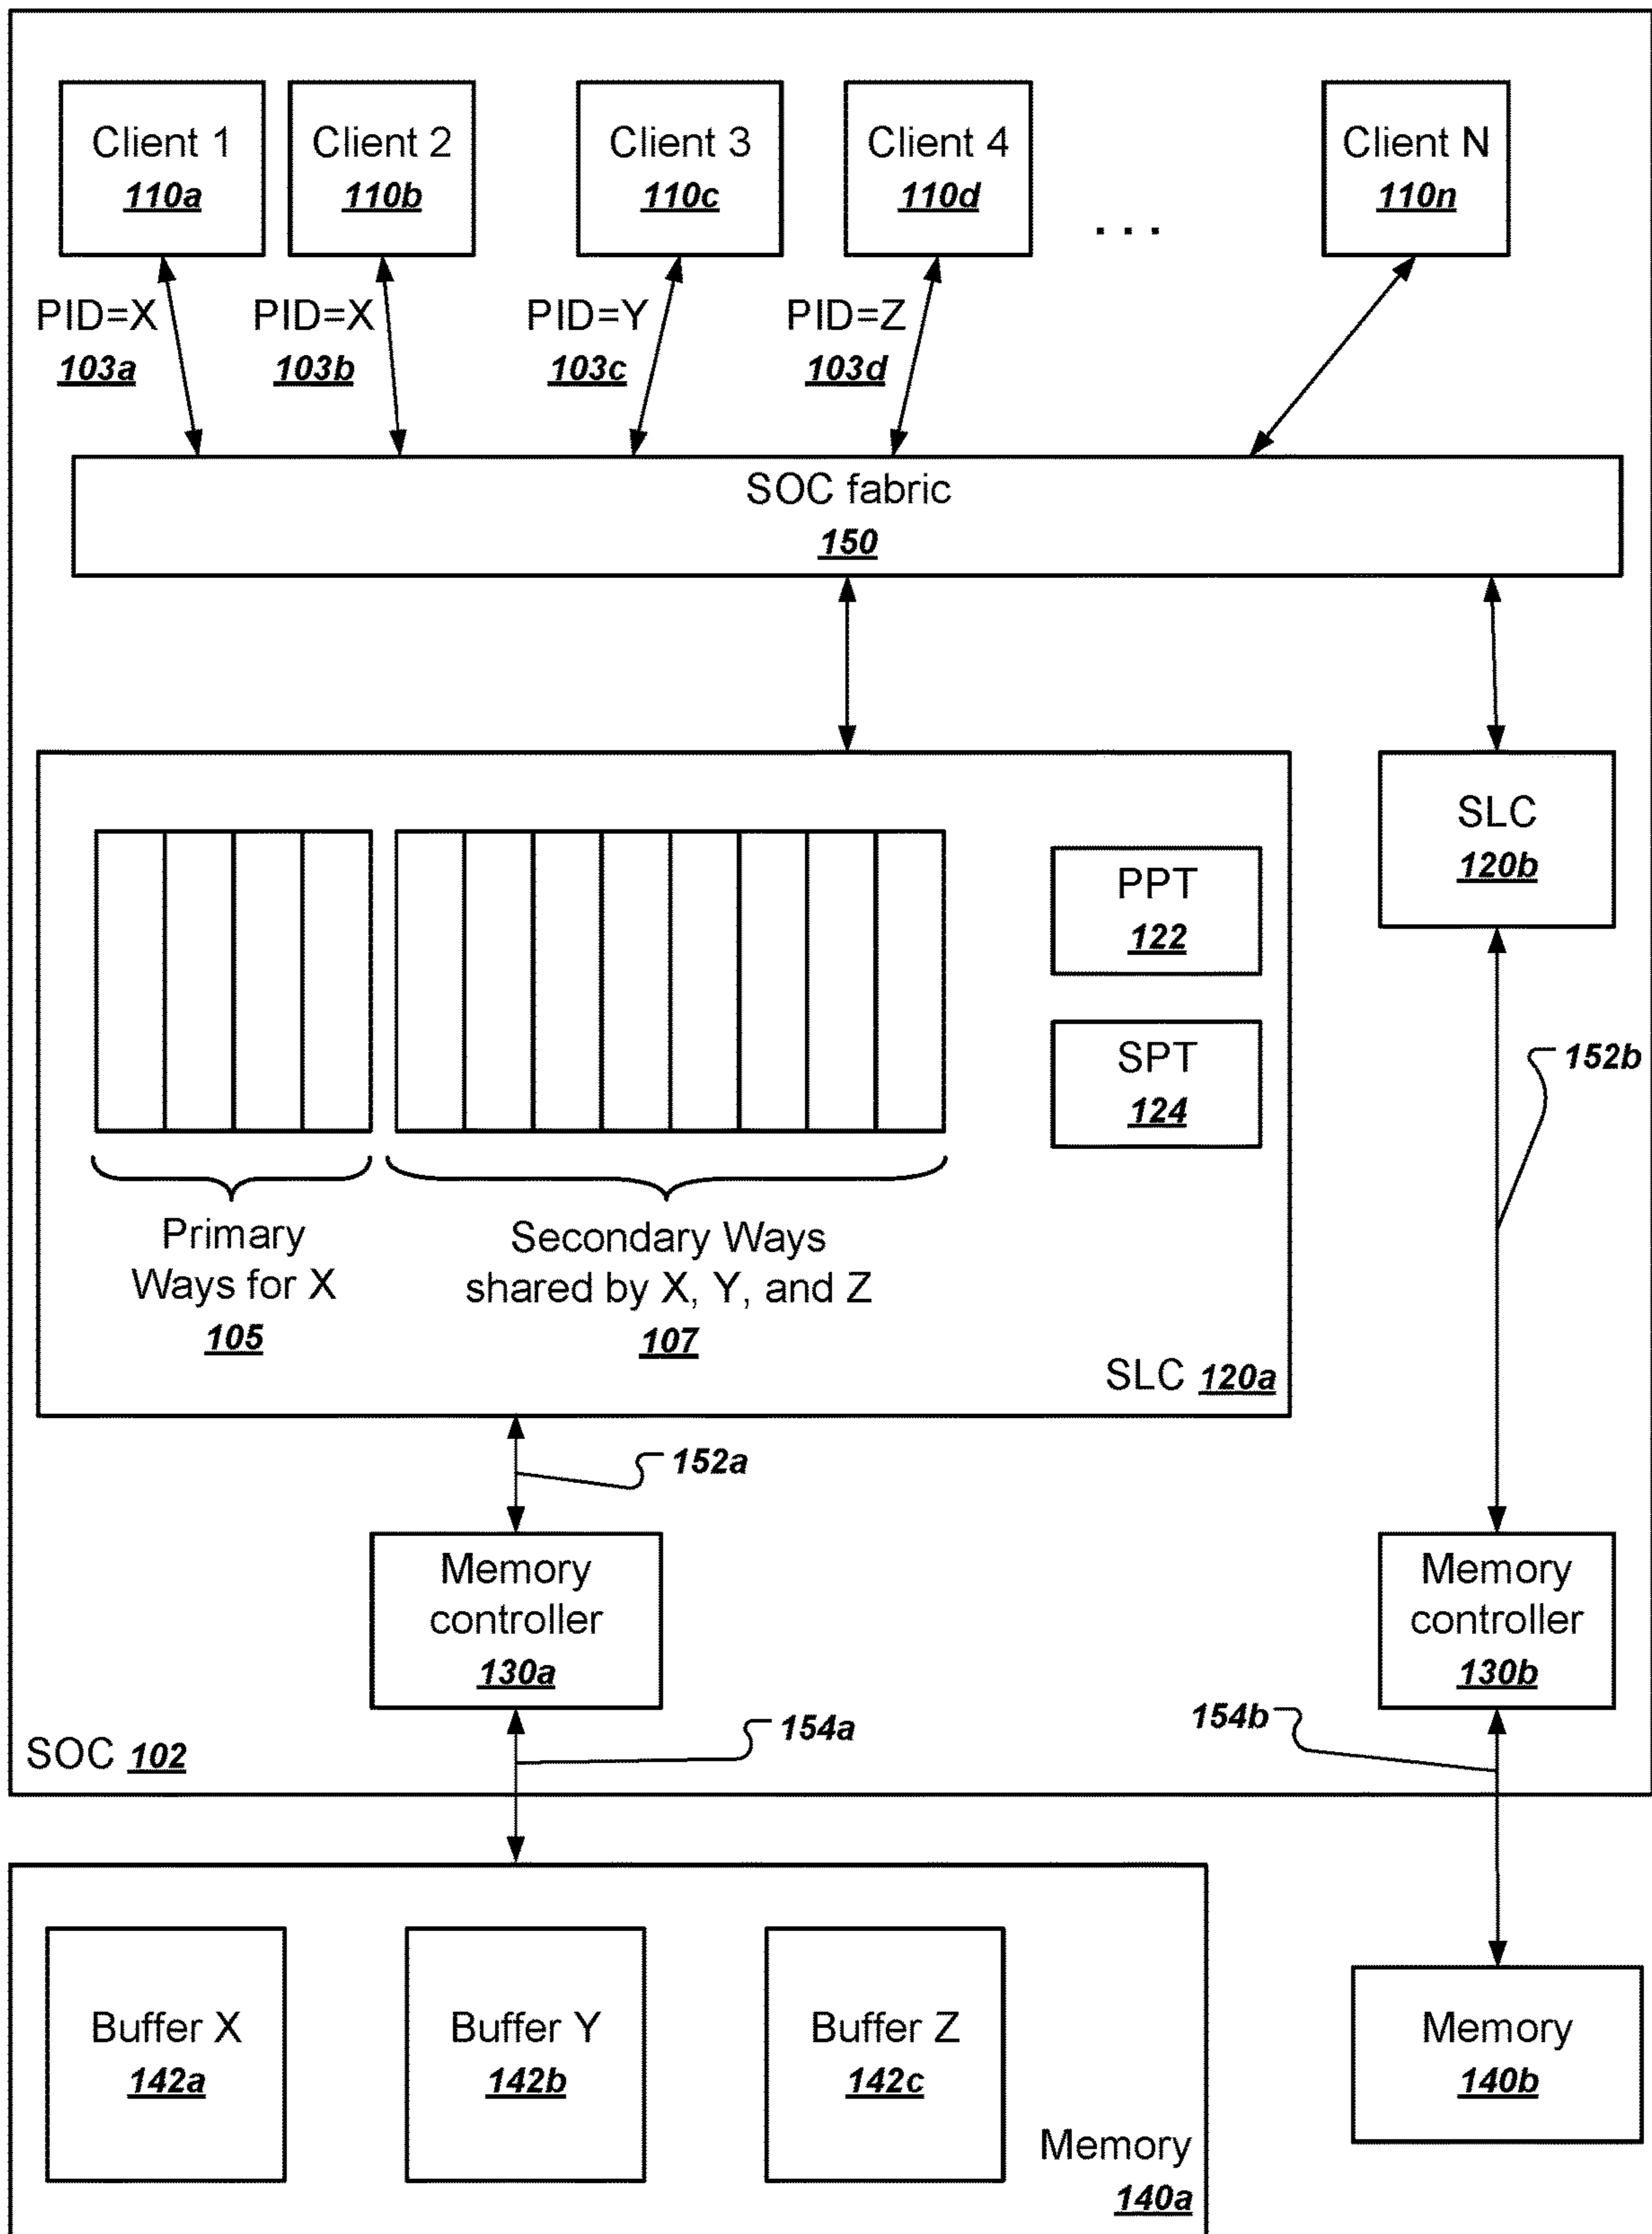 Client 1
110a
Client 2
110b
Client 3
110c
Client 4
110d
. . .
Client N
110n
PID=X
103a
PID=X
103b
PID=Y
103c
PID=Z
103d
SOC fabric
150
PPT
122
SPT
124
SLC
120b
152b
Primary
Ways for X
105
Secondary Ways
shared by X, Y, and Z
107
SLC 120a
152a
Memory
controller
130a
Memory
controller
130b
154a
154b
SOC 102
Buffer X
142a
Buffer Y
142b
Buffer Z
142c
Memory
140a
Memory
140b